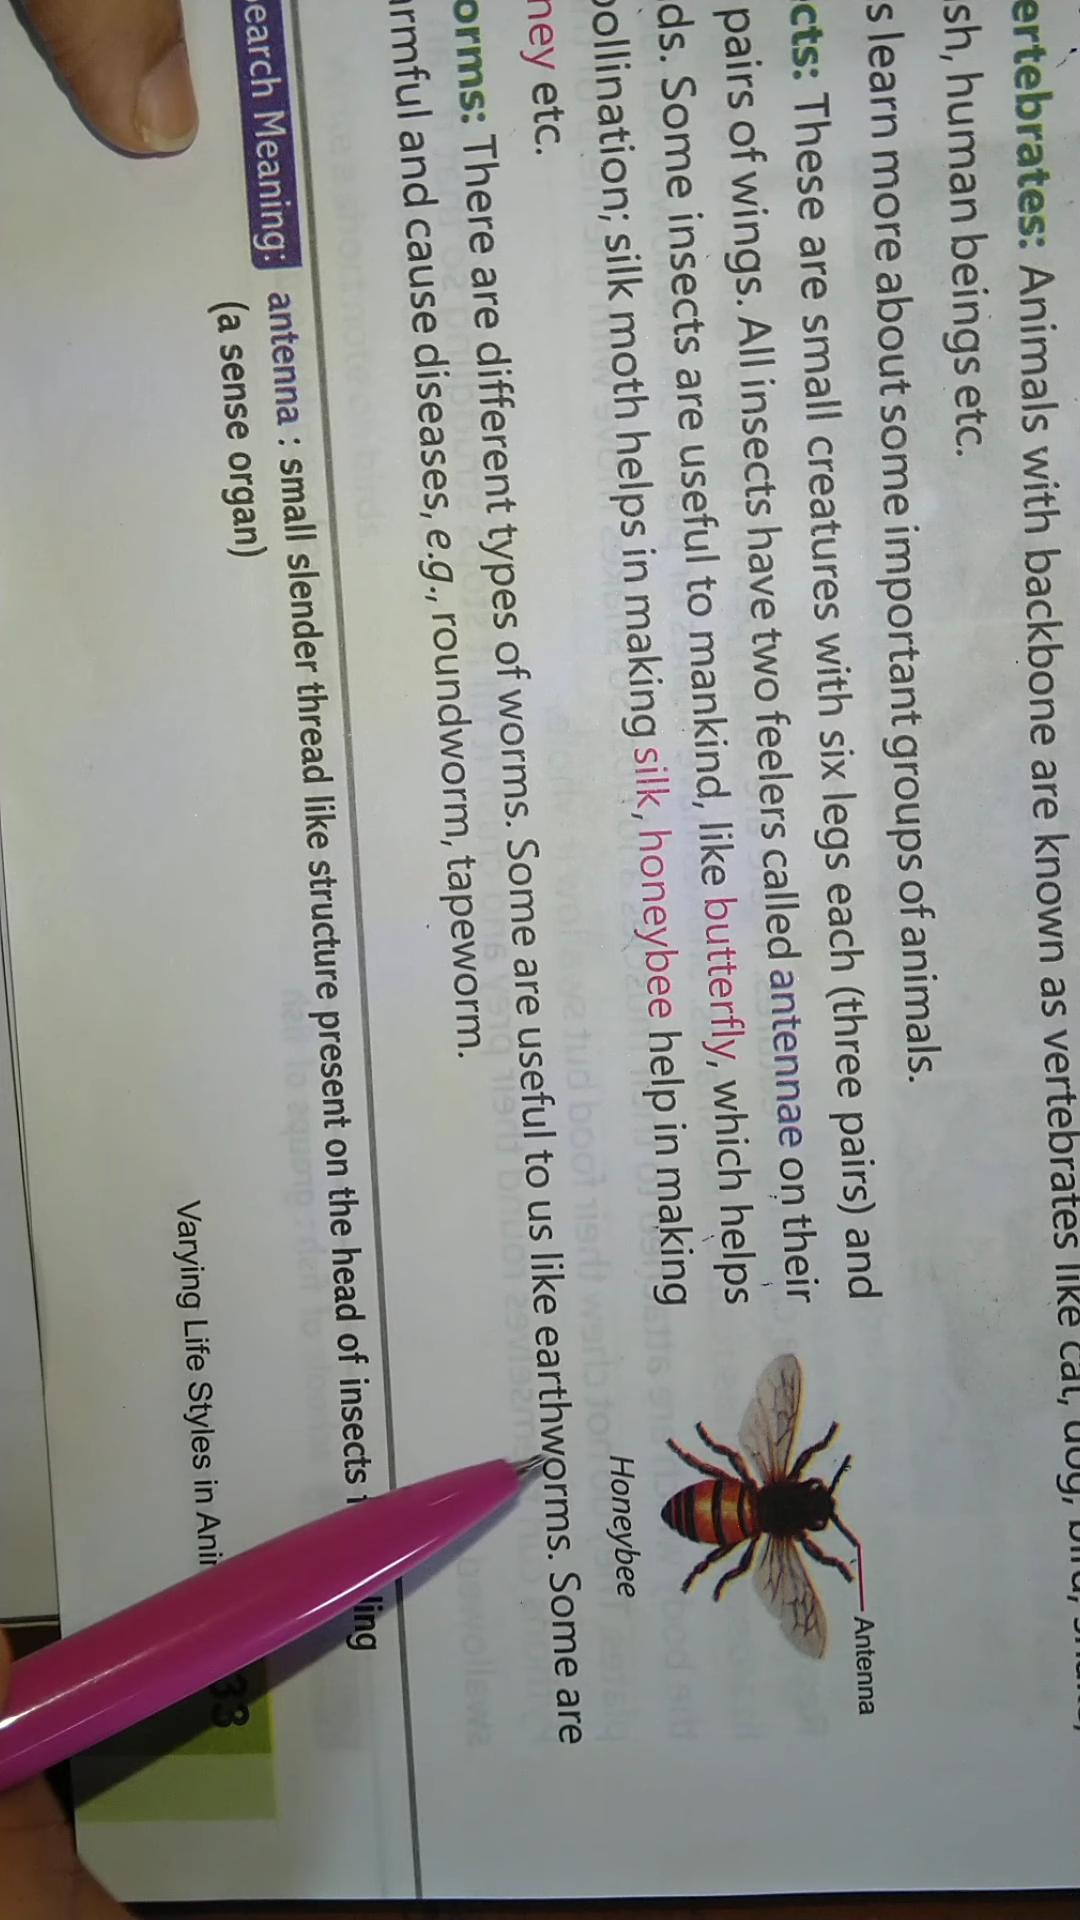 ertebrates: Animals with backbone are known as vertebrates like cat, dog, bird,
sh, human beings etc.
s learn more about some important groups of animals.
cts: These are small creatures with six legs each (three pairs) and
pairs of wings. All insects have two feelers called antennae on their
ds. Some insects are useful to mankind, like butterfly, which helps
pollination; silk moth helps in making silk, honeybee help in making
ney etc.
Antenna
Honeybee
orms: There are different types of worms. Some are useful to us like earthworms. Some are
armful and cause diseases, e.g., roundworm, tapeworm.
earch Meaning: antenna : small slender thread like structure present on the head of insects
ling
(a sense organ)
Varying Life Styles in Ani
33